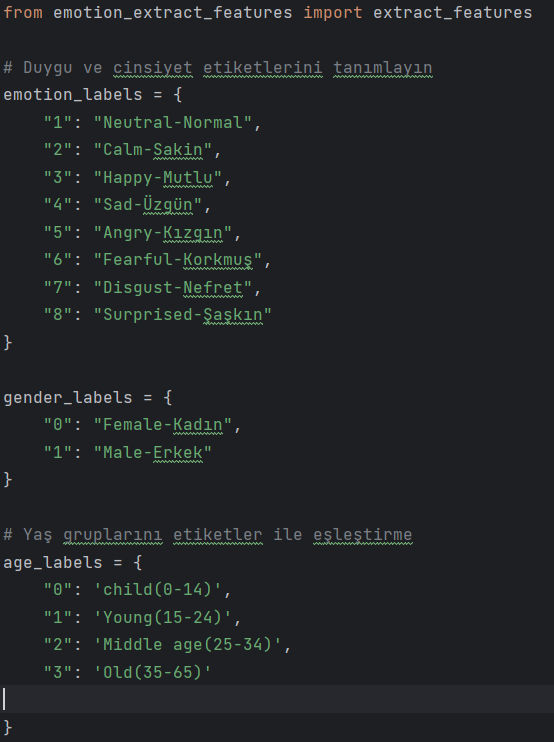 from emotion_extract_features import extract_features
# Duygu ve cinsiyet etiketlerini tanımlayın
emotion_labels = {
    "1": "Neutral-Normal",
    "2": "Calm-Sakin",
    "3": "Happy-Mutlu",
    "4": "Sad-Üzgün",
    "5": "Angry-Kızgın",
    "6": "Fearful-Korkmuş",
    "7": "Disgust-Nefret",
    "8": "Surprised-Şaşkın"
}
gender_labels = {
    "0": "Female-Kadın",
    "1": "Male-Erkek"
}
# Yaş gruplarını etiketler ile eşleştirme
age_labels = {
    "0": 'child(0-14)',
    "1": 'Young(15-24)',
    "2": 'Middle age(25-34)',
    "3": 'Old(35-65)'
}